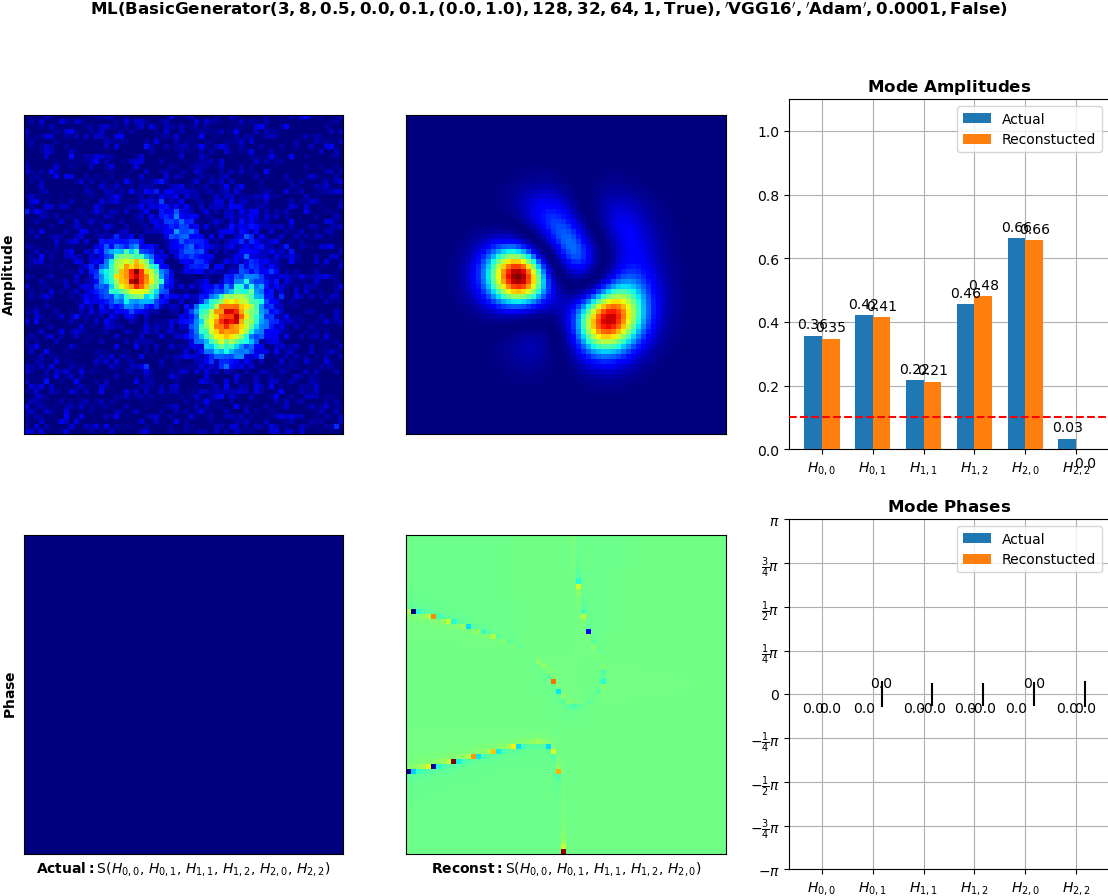 ML(BasicGenerator(3, 8, 0.5, 0.0, 0.1, (0.0, 1.0), 128, 32, 64, 1, True), 'VGG16', 'Adam', 0.0001, False)
Amplitude
Mode Amplitudes
Actual
Reconstucted
1.0
0.8
0.6
0.4
0.2
0.0
0.36
0.35
0.42
0.41
0.22
0.21
0.46
0.48
0.66
0.66
0.03
0.0
H0,0 H0,1 H1,1 H1,2 H2,0 H2,2
Phase
Actual: S(H0,0, H0,1, H1,1, H1,2, H2,0, H2,2)
Reconst: S(H0,0, H0,1, H1,1, H1,2, H2,0)
Mode Phases
Actual
Reconstucted
π
3/4π
1/2π
1/4π
0
−1/4π
−1/2π
−3/4π
−π
0.0
0.0
0.0
0.0
0.0
0.0
0.0
0.0
0.0
0.0
0.0
0.0
H0,0 H0,1 H1,1 H1,2 H2,0 H2,2